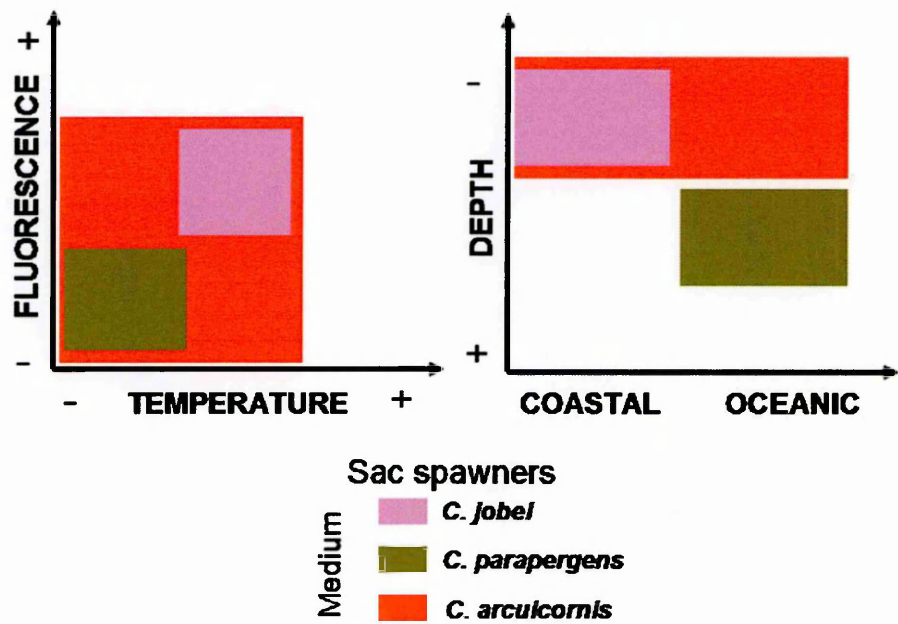 +
FLUORESCENCE
-
- TEMPERATURE +
-
DEPTH
+
COASTAL OCEANIC
Sac spawners
Medium
C. jobei
C. parapergens
C. arcuicornis